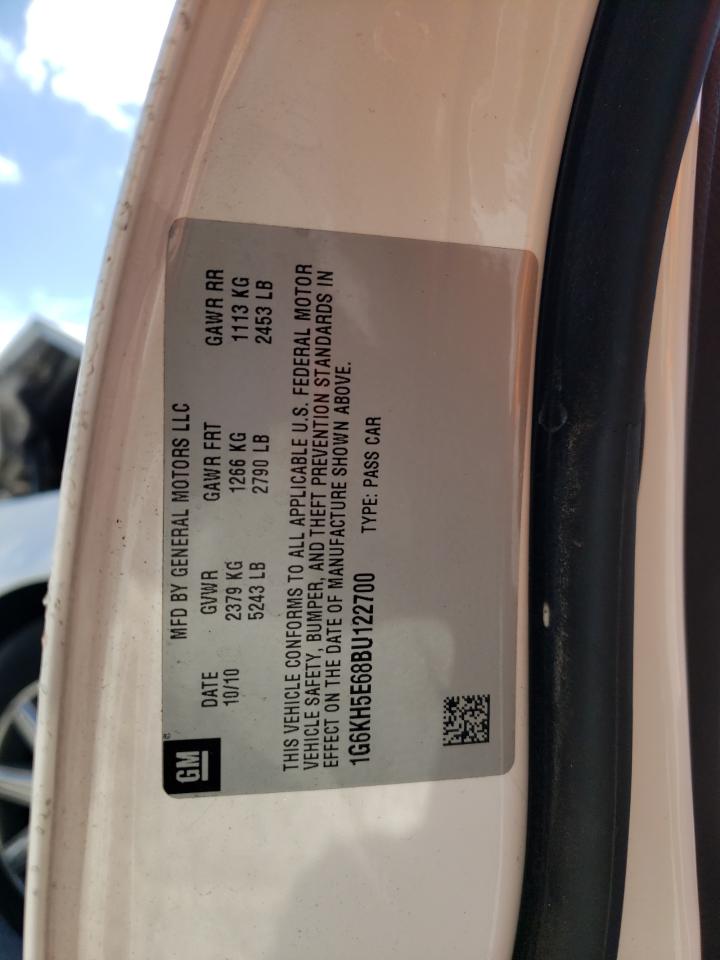 GM
MFD BY GENERAL MOTORS LLC
DATE GVWR GAWR FRT GAWR RR
10/10 2379 KG 1266 KG 1113 KG
5243 LB 2790 LB 2453 LB
THIS VEHICLE CONFORMS TO ALL APPLICABLE U.S. FEDERAL MOTOR
VEHICLE SAFETY, BUMPER, AND THEFT PREVENTION STANDARDS IN
EFFECT ON THE DATE OF MANUFACTURE SHOWN ABOVE.
1G6KH5E68BU122700 TYPE: PASS CAR